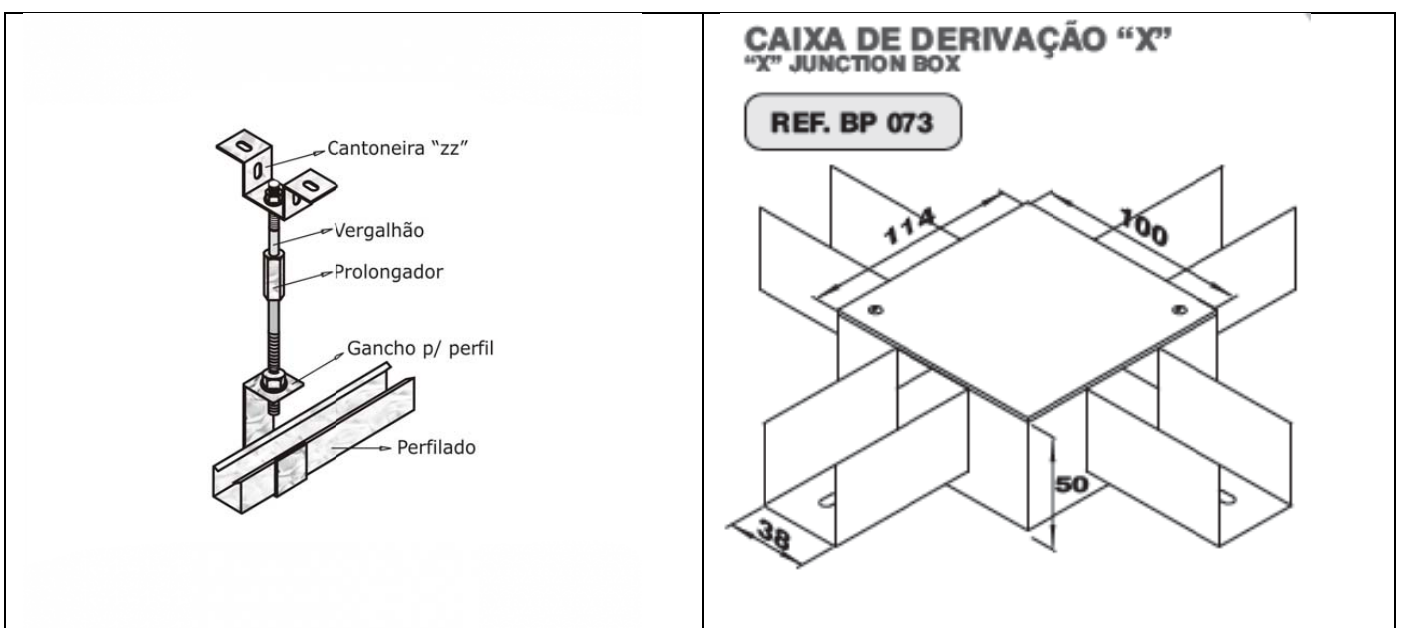 Cantoneira "zz"
Vergalhão
Prolongador
Gancho p/ perfil
Perfilado
CAIXA DE DERIVAÇÃO “X”
“X” JUNCTION BOX
REF. BP 073
114
100
50
38